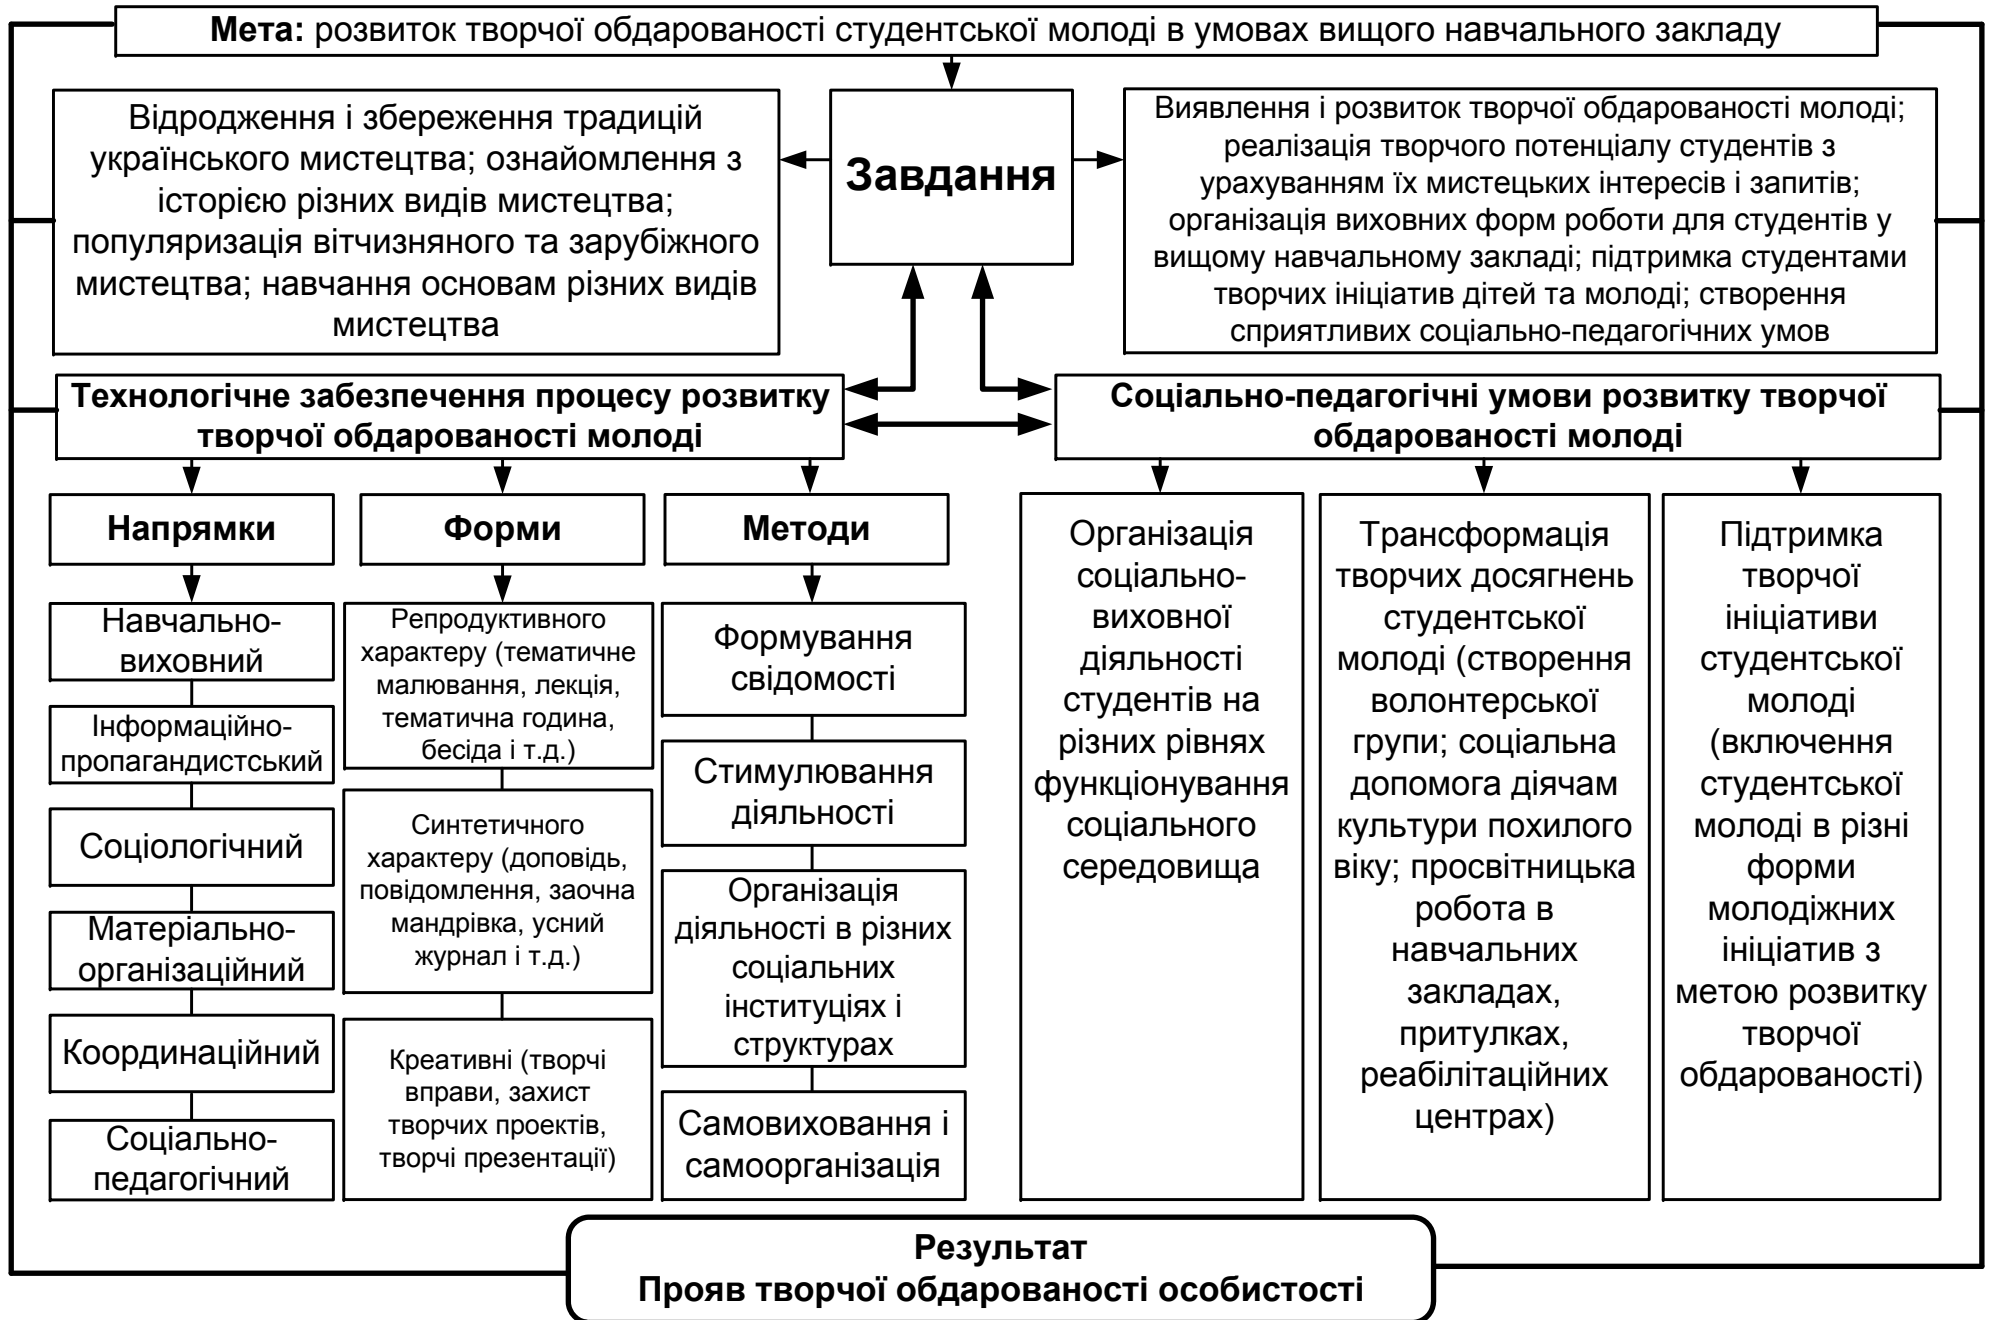 Мета: розвиток творчої обдарованості студентської молоді в умовах вищого навчального закладу
Відродження і збереження традицій
українського мистецтва; ознайомлення з
історією різних видів мистецтва;
популяризація вітчизняного та зарубіжного
мистецтва; навчання основам різних видів
мистецтва
Завдання
Виявлення і розвиток творчої обдарованості молоді;
реалізація творчого потенціалу студентів з
урахуванням їх мистецьких інтересів і запитів;
організація виховних форм роботи для студентів у
вищому навчальному закладі; підтримка студентами
творчих ініціатив дітей та молоді; створення
сприятливих соціально-педагогічних умов
Технологічне забезпечення процесу розвитку
творчої обдарованості молоді
Соціально-педагогічні умови розвитку творчої
обдарованості молоді
Напрямки
Навчально-
виховний
Інформаційно-
пропагандистський
Соціологічний
Матеріально-
організаційний
Координаційний
Соціально-
педагогічний
Форми
Репродуктивного
характеру (тематичне
малювання, лекція,
тематична година,
бесіда і т.д.)
Синтетичного
характеру (доповідь,
повідомлення, заочна
мандрівка, усний
журнал і т.д.)
Креативні (творчі
вправи, захист
творчих проектів,
творчі презентації)
Методи
Формування
свідомості
Стимулювання
діяльності
Організація
діяльності в різних
соціальних
інституціях і
структурах
Самовиховання і
самоорганізація
Організація
соціально-
виховної
діяльності
студентів на
різних рівнях
функціонування
соціального
середовища
Трансформація
творчих досягнень
студентської
молоді (створення
волонтерської
групи; соціальна
допомога діячам
культури похилого
віку; просвітницька
робота в
навчальних
закладах,
притулках,
реабілітаційних
центрах)
Підтримка
творчої
ініціативи
студентської
молоді
(включення
студентської
молоді в різні
форми
молодіжних
ініціатив з
метою розвитку
творчої
обдарованості)
Результат
Прояв творчої обдарованості особистості